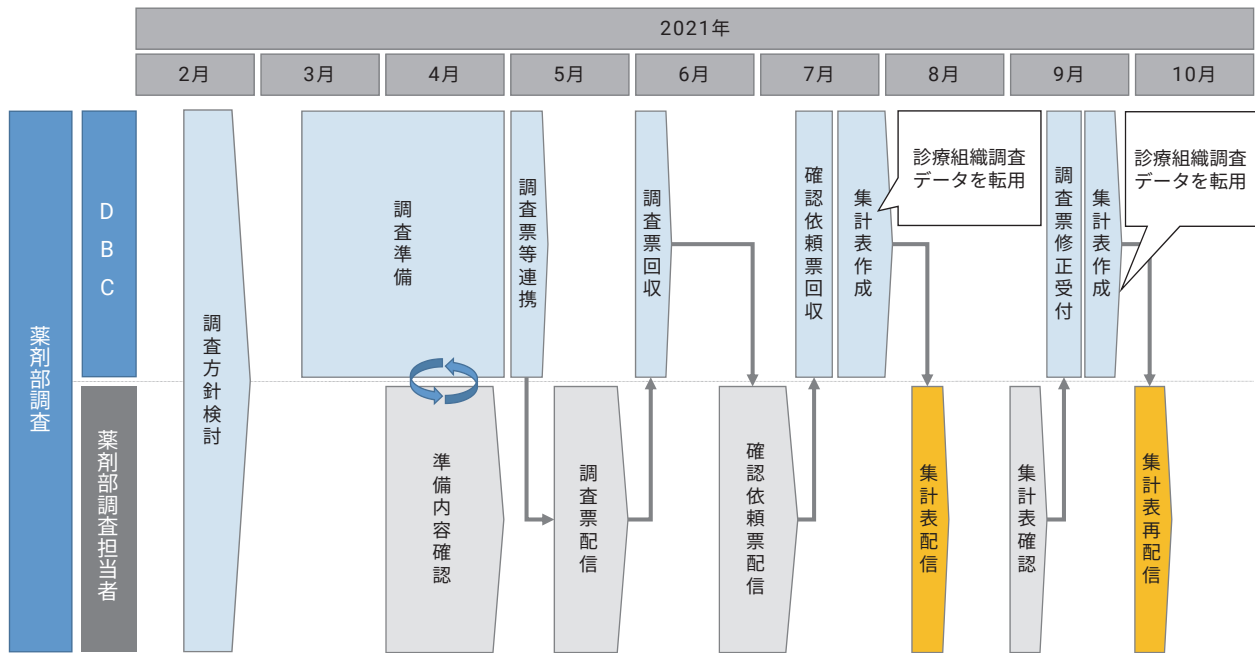 2021年
2月
3月
4月
5月
6月
7月
8月
9月
10月
薬剤部調査
DBC
薬剤部調査担当者
調査方針検討
調査準備
調査票等連携
調査票回収
確認依頼票回収
集計表作成
診療組織調査
データを転用
調査票修正受付
集計表作成
診療組織調査
データを転用
準備内容確認
調査票配信
確認依頼票配信
集計表配信
集計表確認
集計表再配信